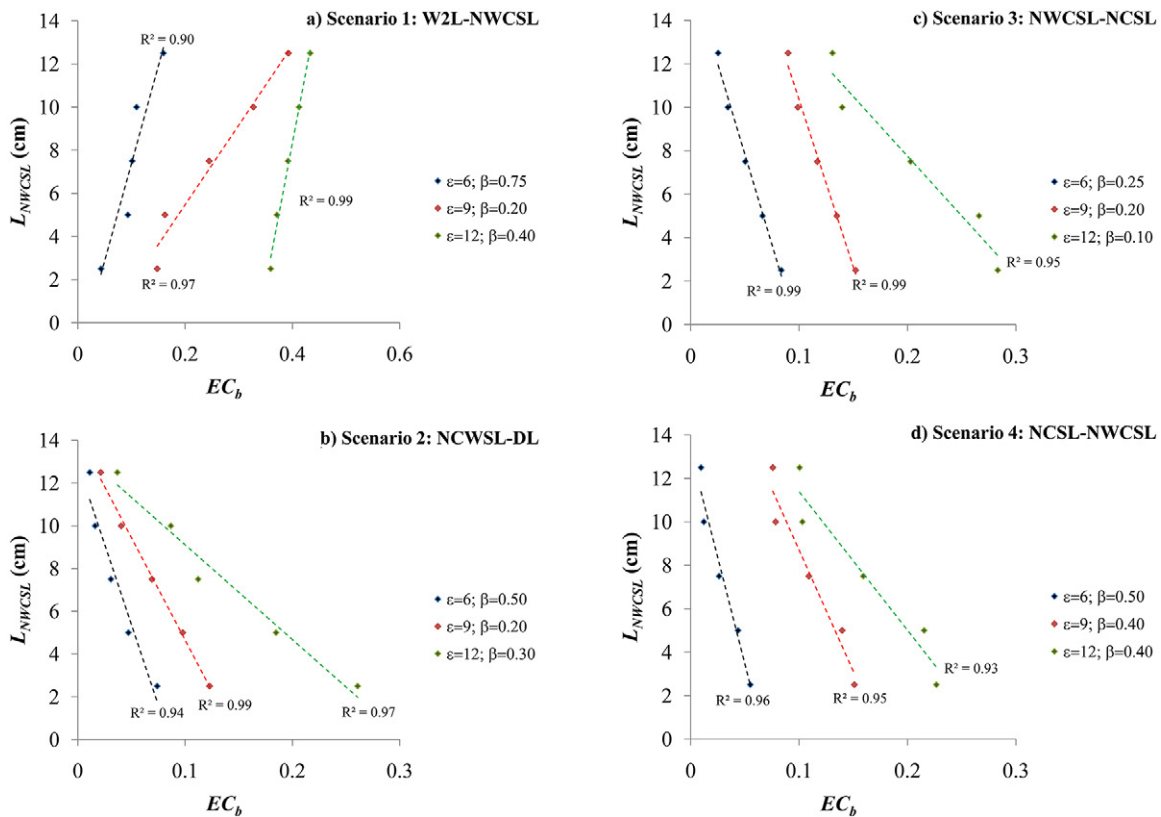 a) Scenario 1: W2L-NWCSL
14
12
10
8
6
4
2
0
L_NWCSL (cm)
R² = 0.90
R² = 0.99
R² = 0.97
ε=6; β=0.75
ε=9; β=0.20
ε=12; β=0.40
0 0.2 0.4 0.6
EC_b
c) Scenario 3: NWCSL-NCSL
14
12
10
8
6
4
2
0
L_NWCSL (cm)
ε=6; β=0.25
ε=9; β=0.20
ε=12; β=0.10
R² = 0.95
R² = 0.99
R² = 0.99
0 0.1 0.2 0.3
EC_b
b) Scenario 2: NCWSL-DL
14
12
10
8
6
4
2
0
L_NWCSL (cm)
ε=6; β=0.50
ε=9; β=0.20
ε=12; β=0.30
R² = 0.94
R² = 0.99
R² = 0.97
0 0.1 0.2 0.3
EC_b
d) Scenario 4: NCSL-NWCSL
14
12
10
8
6
4
2
0
L_NWCSL (cm)
ε=6; β=0.50
ε=9; β=0.40
ε=12; β=0.40
R² = 0.93
R² = 0.96
R² = 0.95
0 0.1 0.2 0.3
EC_b